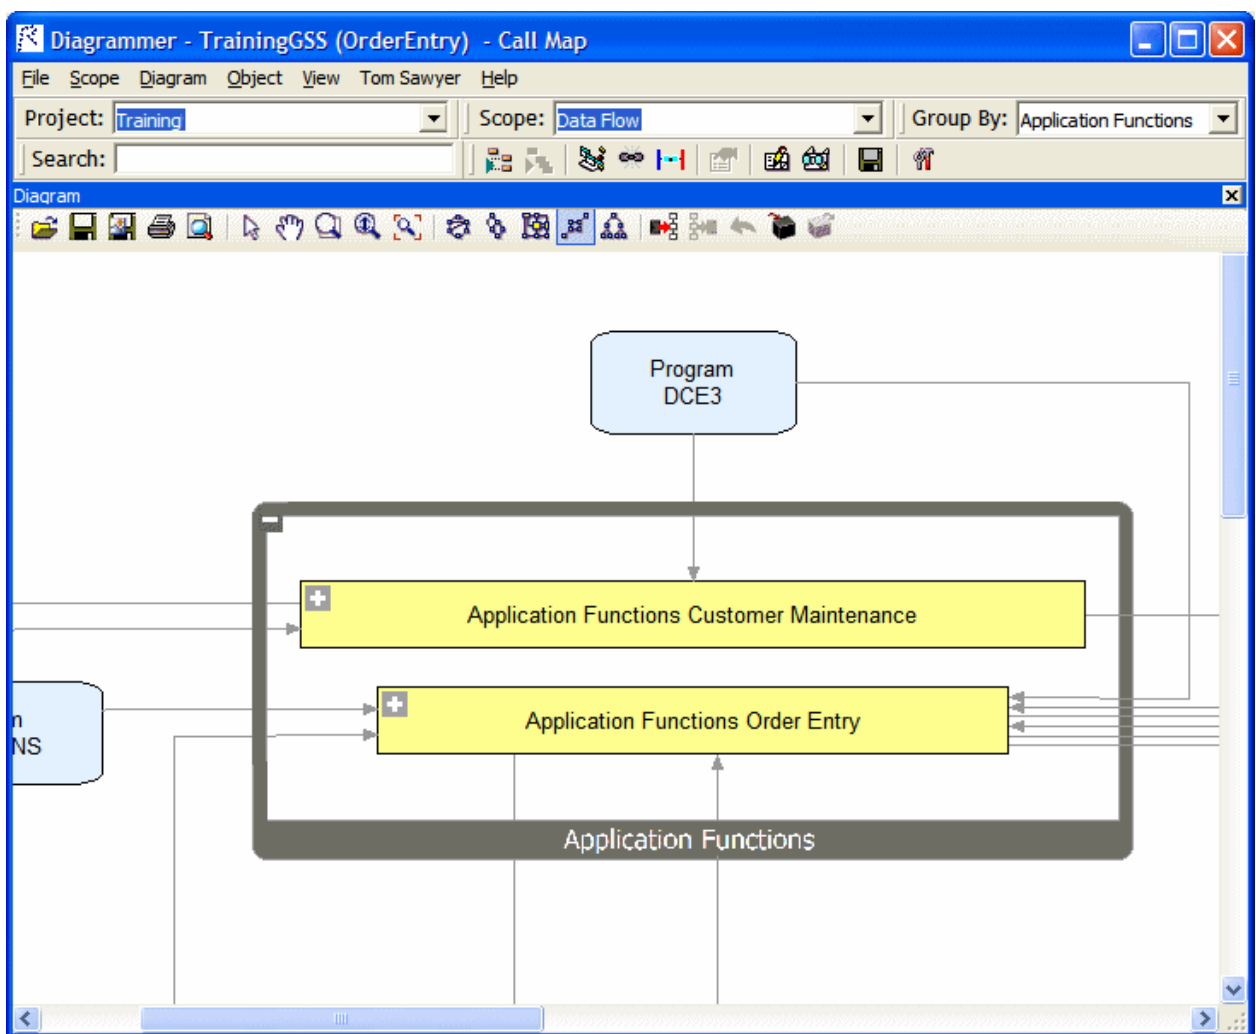 Diagrammer - TrainingGSS (OrderEntry) - Call Map
File Scope Diagram Object View Tom Sawyer Help
Project: Training Scope: Data Flow Group By: Application Functions
Search:
Diagram
Program
DCE3
Application Functions Customer Maintenance
Application Functions Order Entry
NS
Application Functions